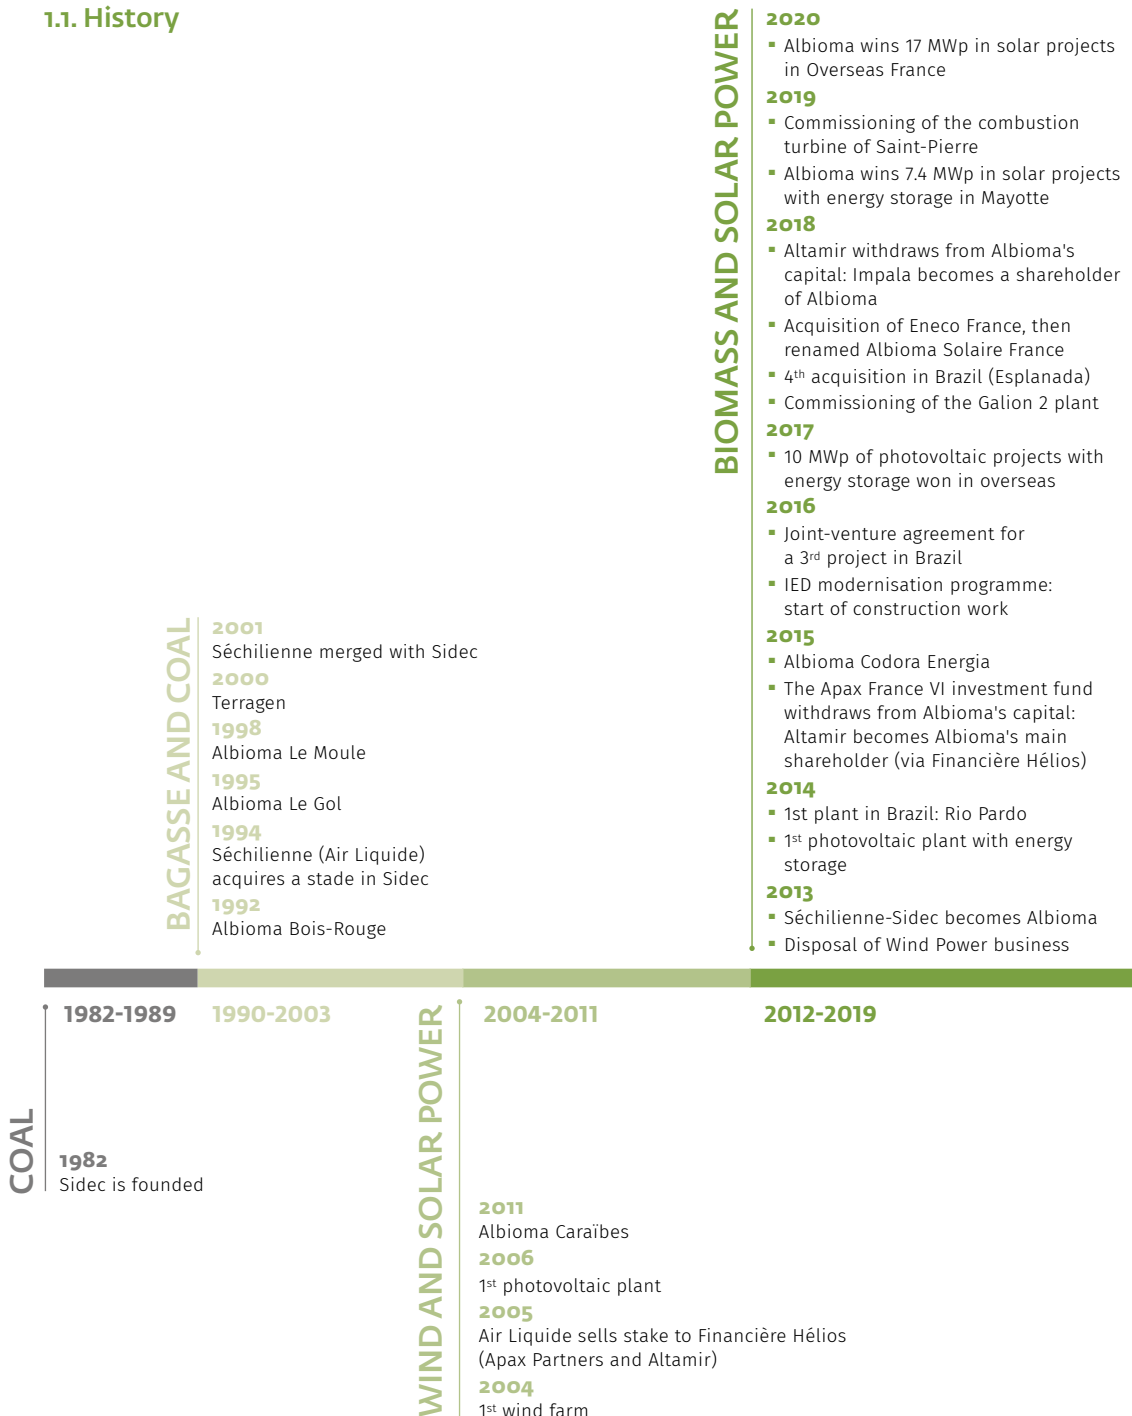 1.1. History
BIOMASS AND SOLAR POWER
2020
▪ Albioma wins 17 MWp in solar projects
in Overseas France
2019
▪ Commissioning of the combustion
turbine of Saint-Pierre
▪ Albioma wins 7.4 MWp in solar projects
with energy storage in Mayotte
2018
▪ Altamir withdraws from Albioma's
capital: Impala becomes a shareholder
of Albioma
▪ Acquisition of Eneco France, then
renamed Albioma Solaire France
▪ 4th acquisition in Brazil (Esplanada)
▪ Commissioning of the Galion 2 plant
2017
▪ 10 MWp of photovoltaic projects with
energy storage won in overseas
2016
▪ Joint-venture agreement for
a 3rd project in Brazil
▪ IED modernisation programme:
start of construction work
2015
▪ Albioma Codora Energia
▪ The Apax France VI investment fund
withdraws from Albioma's capital:
Altamir becomes Albioma's main
shareholder (via Financière Hélios)
2014
▪ 1st plant in Brazil: Rio Pardo
▪ 1st photovoltaic plant with energy
storage
2013
▪ Séchilienne-Sidec becomes Albioma
▪ Disposal of Wind Power business
BAGASSE AND COAL
2001
Séchilienne merged with Sidec
2000
Terragen
1998
Albioma Le Moule
1995
Albioma Le Gol
1994
Séchilienne (Air Liquide)
acquires a stade in Sidec
1992
Albioma Bois-Rouge
1982-1989
1990-2003
2004-2011
2012-2019
COAL
1982
Sidec is founded
WIND AND SOLAR POWER
2011
Albioma Caraïbes
2006
1st photovoltaic plant
2005
Air Liquide sells stake to Financière Hélios
(Apax Partners and Altamir)
2004
1st wind farm